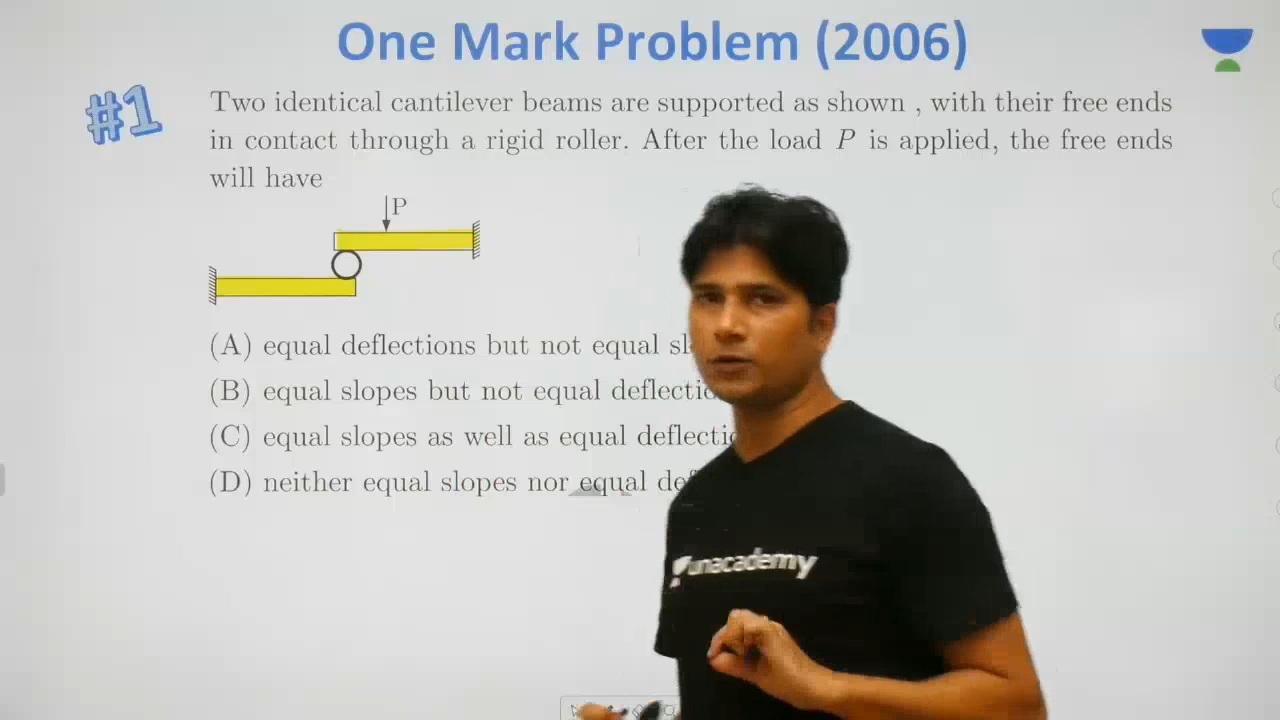 One Mark Problem (2006)
#1
Two identical cantilever beams are supported as shown , with their free ends
in contact through a rigid roller. After the load P is applied, the free ends
will have
P
(A) equal deflections but not equal
(B) equal slopes but not equal
(C) equal slopes as well as equal
(D) neither equal slopes nor equal
unacademy